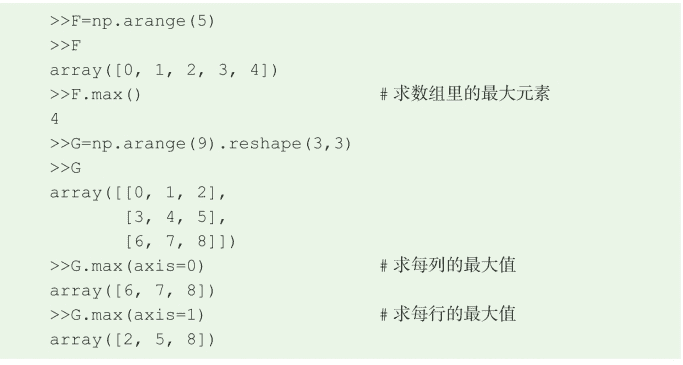 >>F=np.arange(5)
>>F
array([0, 1, 2, 3, 4])
>>F.max() #求数组里的最大元素
4
>>G=np.arange(9).reshape(3,3)
>>G
array([[0, 1, 2],
[3, 4, 5],
[6, 7, 8]])
>>G.max(axis=0) #求每列的最大值
array([6, 7, 8])
>>G.max(axis=1) #求每行的最大值
array([2, 5, 8])